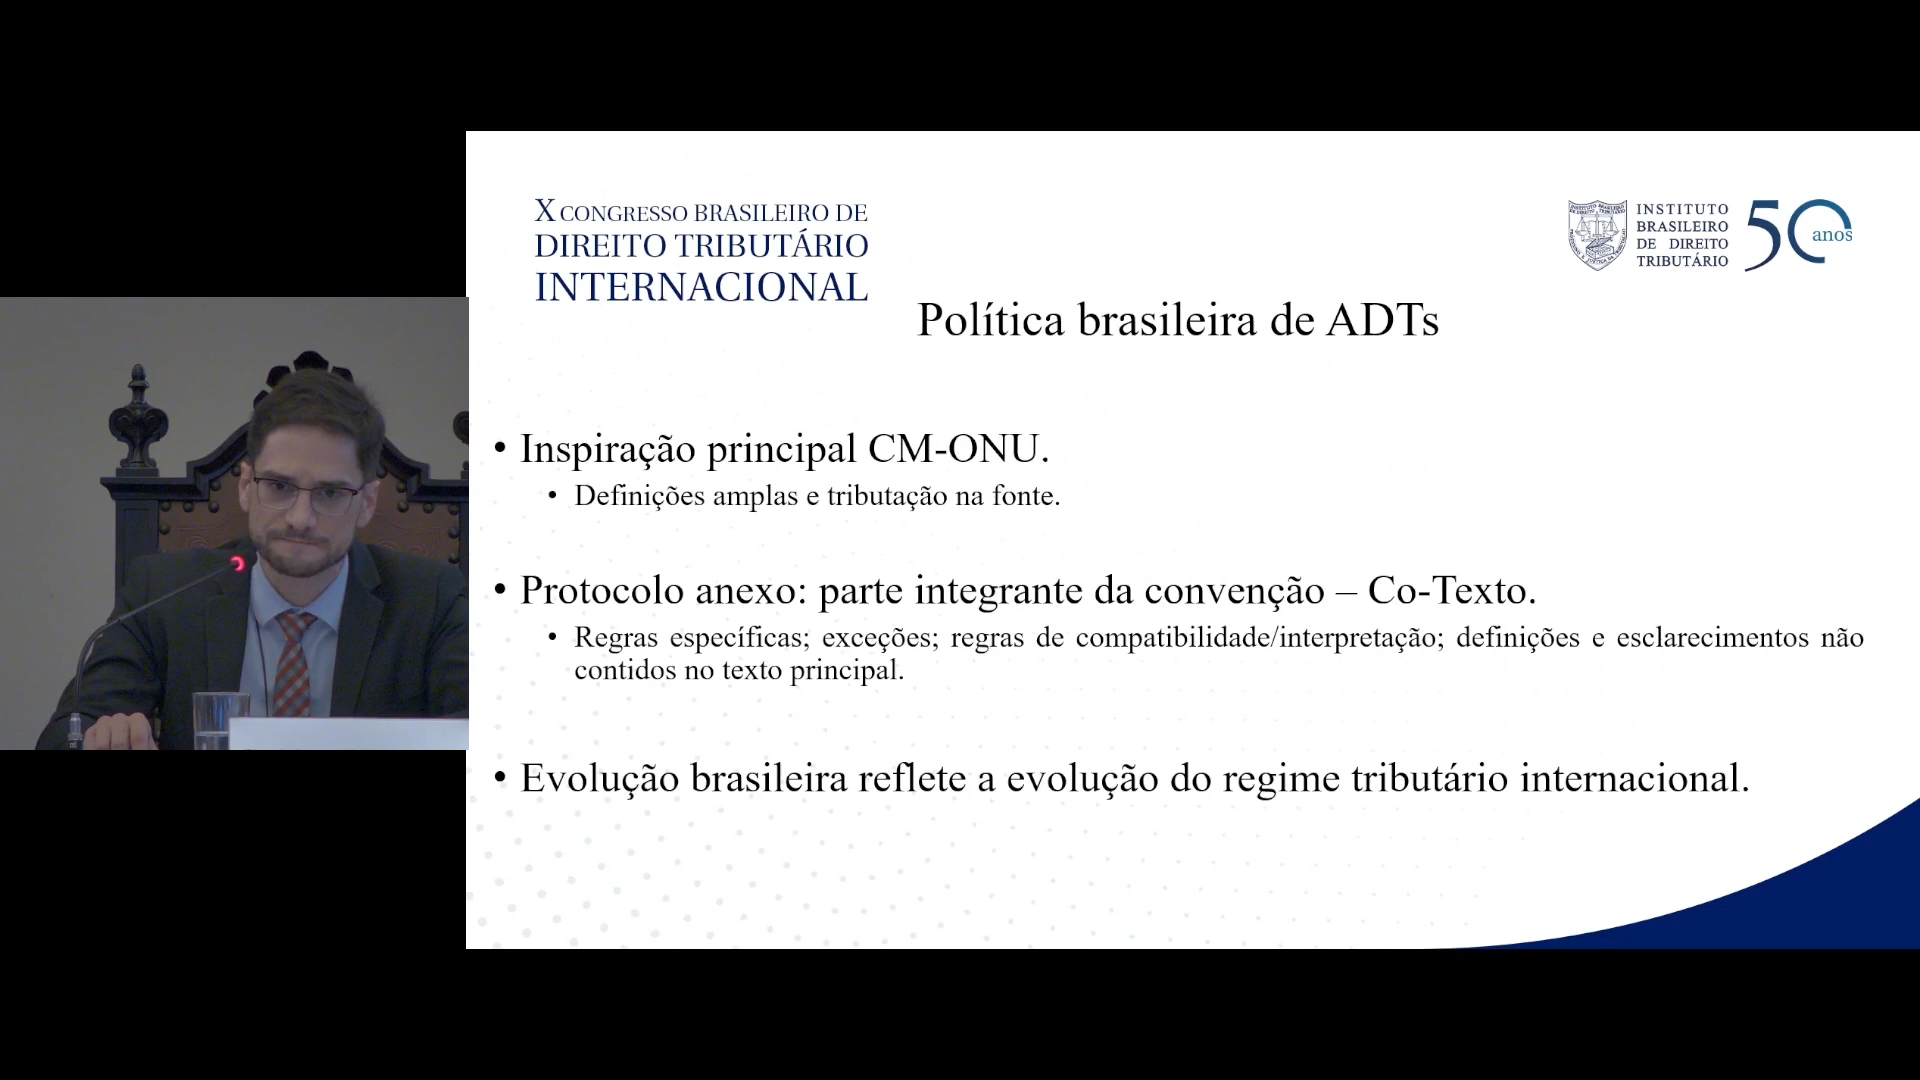 X CONGRESSO BRASILEIRO DE
DIREITO TRIBUTÁRIO
INTERNACIONAL
INSTITUTO
BRASILEIRO
DE DIREITO
TRIBUTÁRIO
50 anos
Política brasileira de ADTs
• Inspiração principal CM-ONU.
• Definições amplas e tributação na fonte.
• Protocolo anexo: parte integrante da convenção – Co-Texto.
• Regras específicas; exceções; regras de compatibilidade/interpretação; definições e esclarecimentos não
contidos no texto principal.
• Evolução brasileira reflete a evolução do regime tributário internacional.